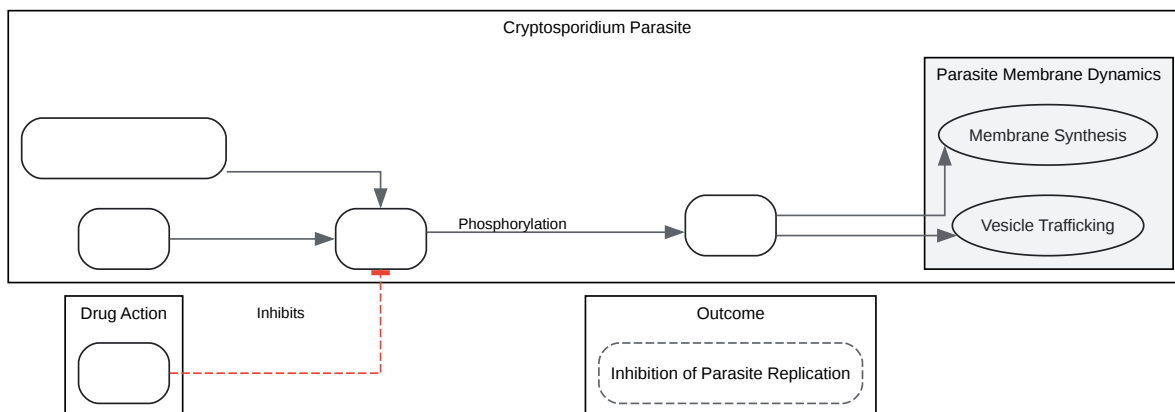 Cryptosporidium Parasite
Parasite Membrane Dynamics
Membrane Synthesis
Phosphorylation
Vesicle Trafficking
Drug Action
Inhibits
Outcome
Inhibition of Parasite Replication